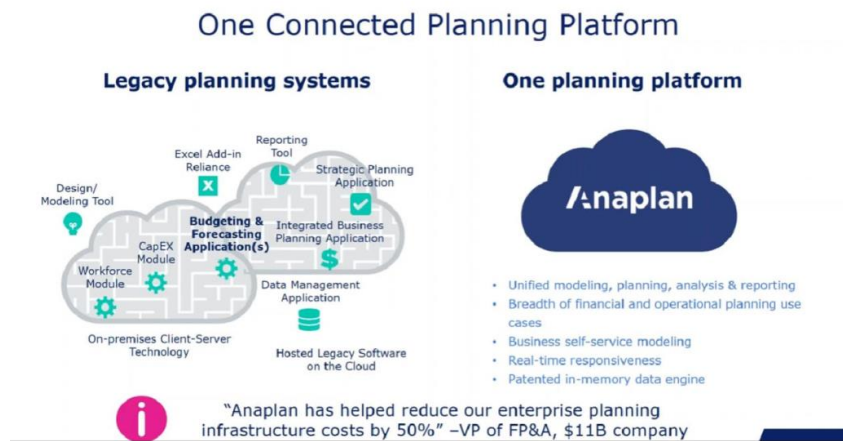 One Connected Planning Platform
Legacy planning systems
One planning platform
Reporting
Tool
Excel Add-in
Reliance
Strategic Planning
Application
Design/
Modeling Tool
Budgeting &
Forecasting
Application(s)
Integrated Business
Planning Application
CapEX
Module
Workforce
Module
Data Management
Application
On-premises Client-Server
Technology
Hosted Legacy Software
on the Cloud
Anaplan
• Unified modeling, planning, analysis & reporting
• Breadth of financial and operational planning use
cases
• Business self-service modeling
• Real-time responsiveness
• Patented in-memory data engine
"Anaplan has helped reduce our enterprise planning
infrastructure costs by 50%" –VP of FP&A, $11B company